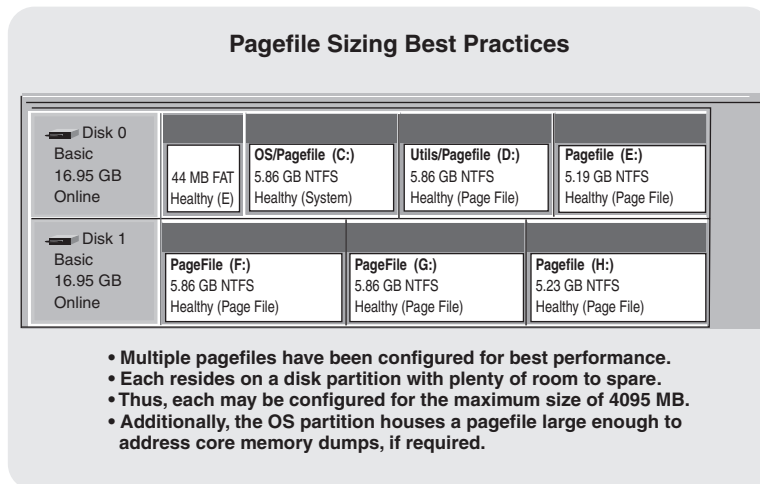 Pagefile Sizing Best Practices
Disk 0
Basic
16.95 GB
Online
44 MB FAT
Healthy (E)
OS/Pagefile (C:)
5.86 GB NTFS
Healthy (System)
Utils/Pagefile (D:)
5.86 GB NTFS
Healthy (Page File)
Pagefile (E:)
5.19 GB NTFS
Healthy (Page File)
Disk 1
Basic
16.95 GB
Online
PageFile (F:)
5.86 GB NTFS
Healthy (Page File)
PageFile (G:)
5.86 GB NTFS
Healthy (Page File)
Pagefile (H:)
5.23 GB NTFS
Healthy (Page File)
• Multiple pagefiles have been configured for best performance.
• Each resides on a disk partition with plenty of room to spare.
• Thus, each may be configured for the maximum size of 4095 MB.
• Additionally, the OS partition houses a pagefile large enough to
address core memory dumps, if required.